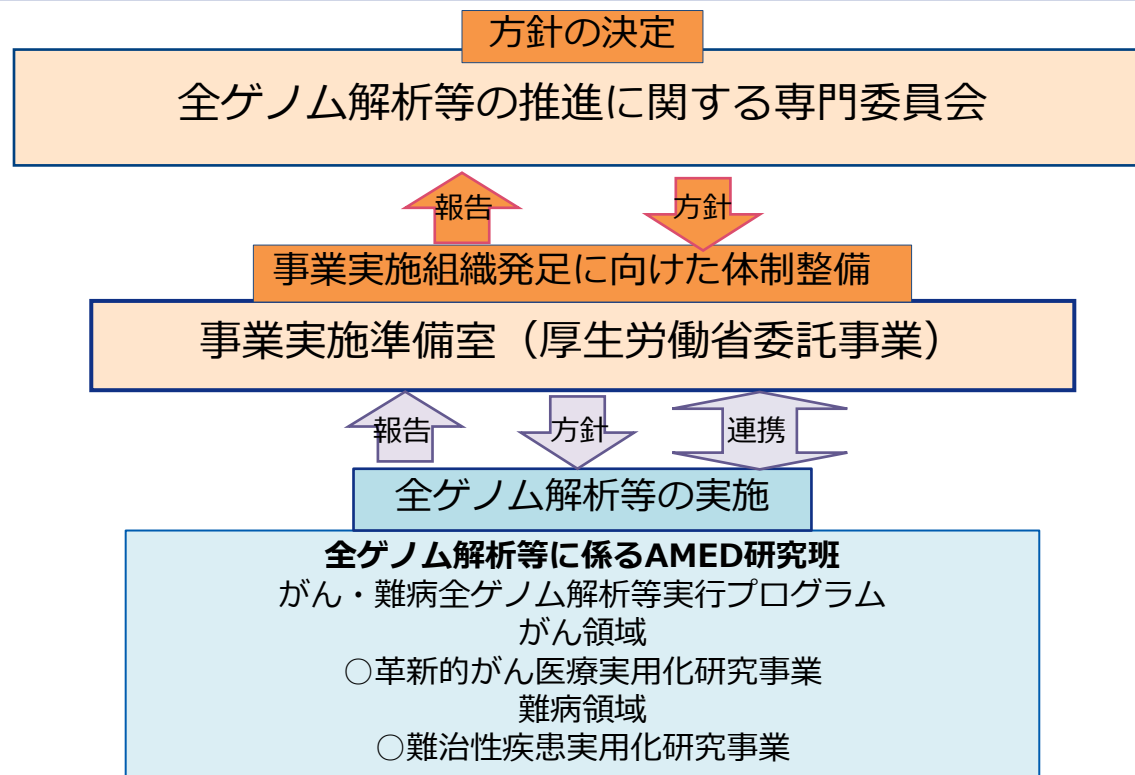 方針の決定
全ゲノム解析等の推進に関する専門委員会
報告
方針
事業実施組織発足に向けた体制整備
事業実施準備室（厚生労働省委託事業）
報告
方針
連携
全ゲノム解析等の実施
全ゲノム解析等に係るAMED研究班
がん・難病全ゲノム解析等実行プログラム
がん領域
○革新的がん医療実用化研究事業
難病領域
○難治性疾患実用化研究事業